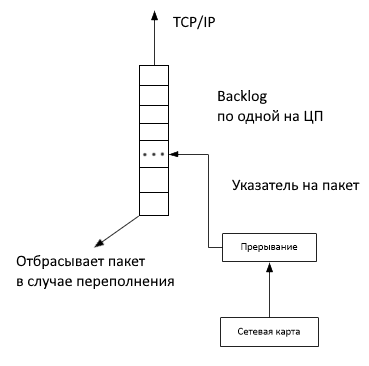 TCP/IP
Backlog
по одной на ЦП
Указатель на пакет
Прерывание
Отбрасывает пакет
в случае переполнения
Сетевая карта